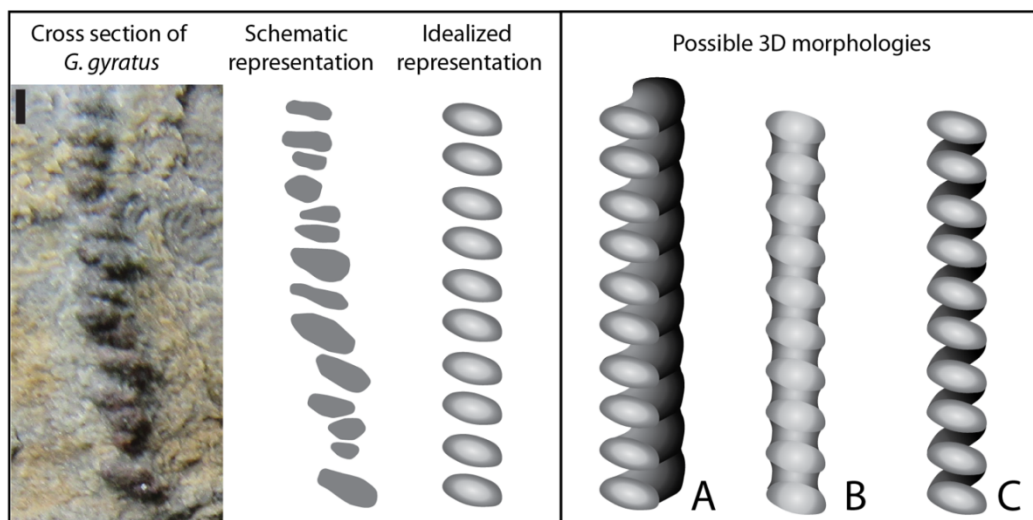 Cross section of
G. gyratus
Schematic
representation
Idealized
representation
Possible 3D morphologies
A
B
C